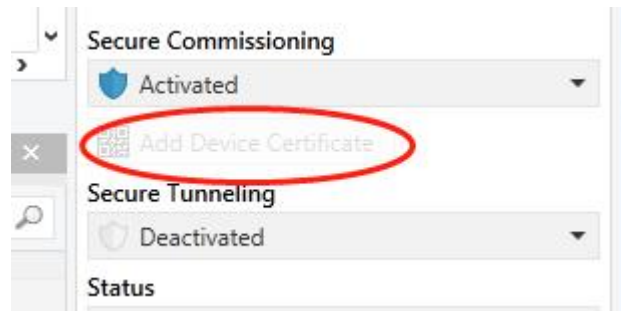 Secure Commissioning
Activated
Add Device Certificate
Secure Tunneling
Deactivated
Status